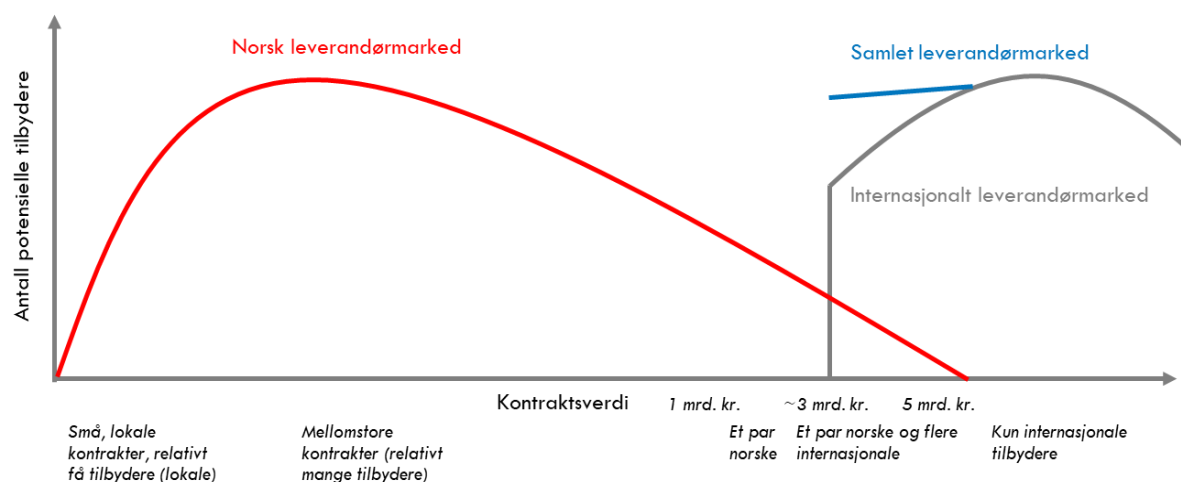 Norsk leverandørmarked
Samlet leverandørmarked
Internasjonalt leverandørmarked
Antall potensielle tilbydere
Kontraktsverdi
1 mrd. kr.
~3 mrd. kr.
5 mrd. kr.
Små, lokale
kontrakter, relativt
få tilbydere (lokale)
Mellomstore
kontrakter (relativt
mange tilbydere)
Et par
norske
Et par norske og flere
internasjonale
Kun internasjonale
tilbydere